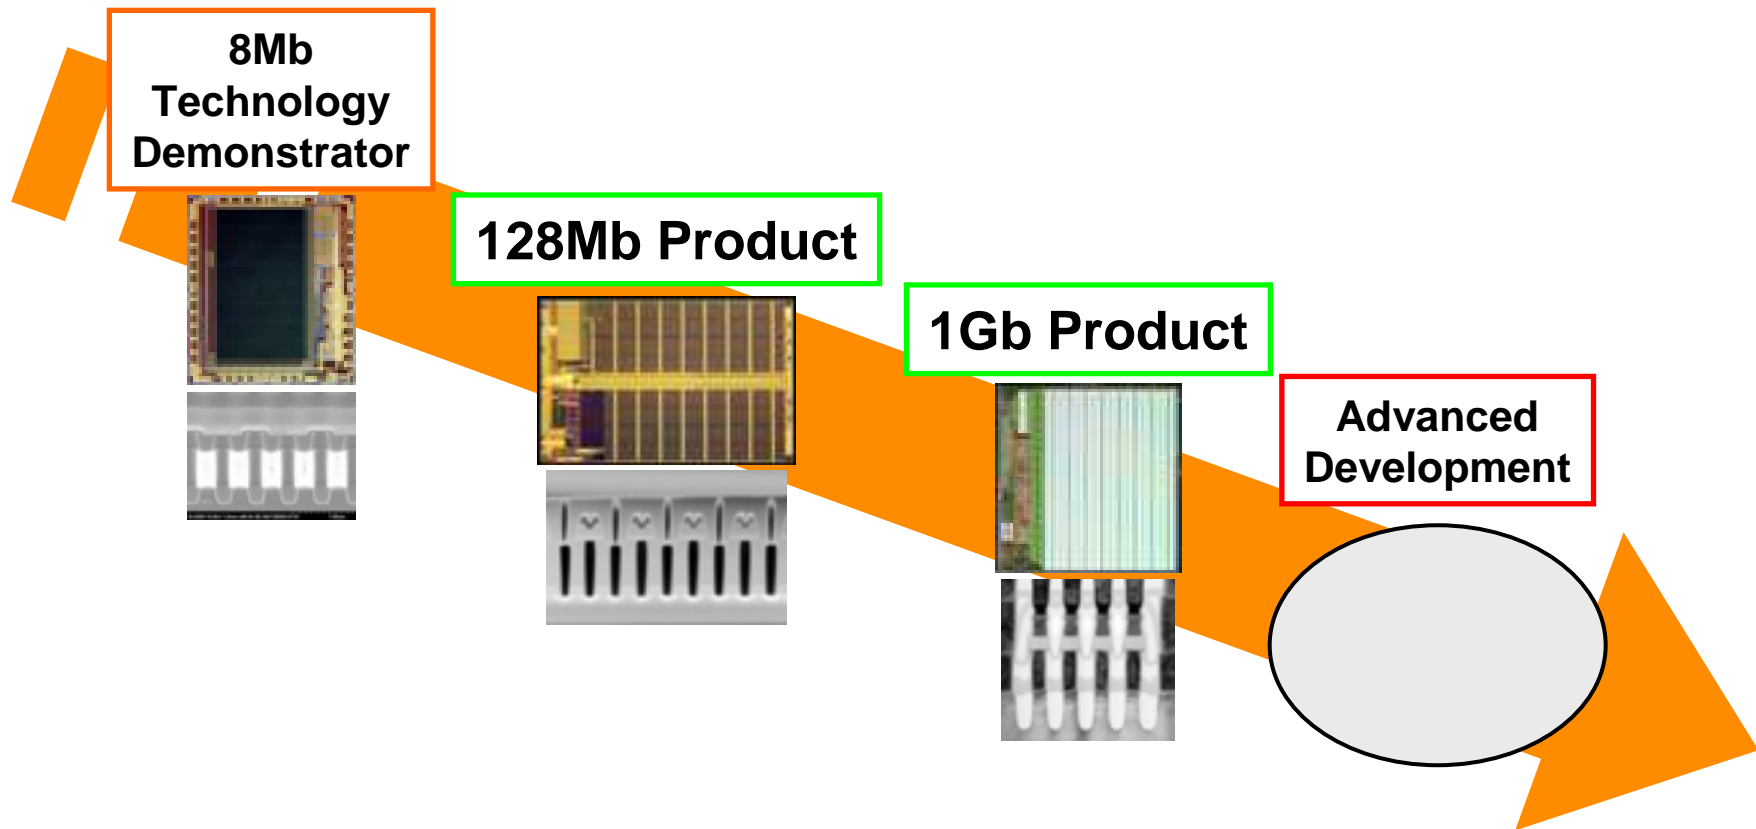 8Mb
Technology
Demonstrator
128Mb Product
1Gb Product
Advanced
Development